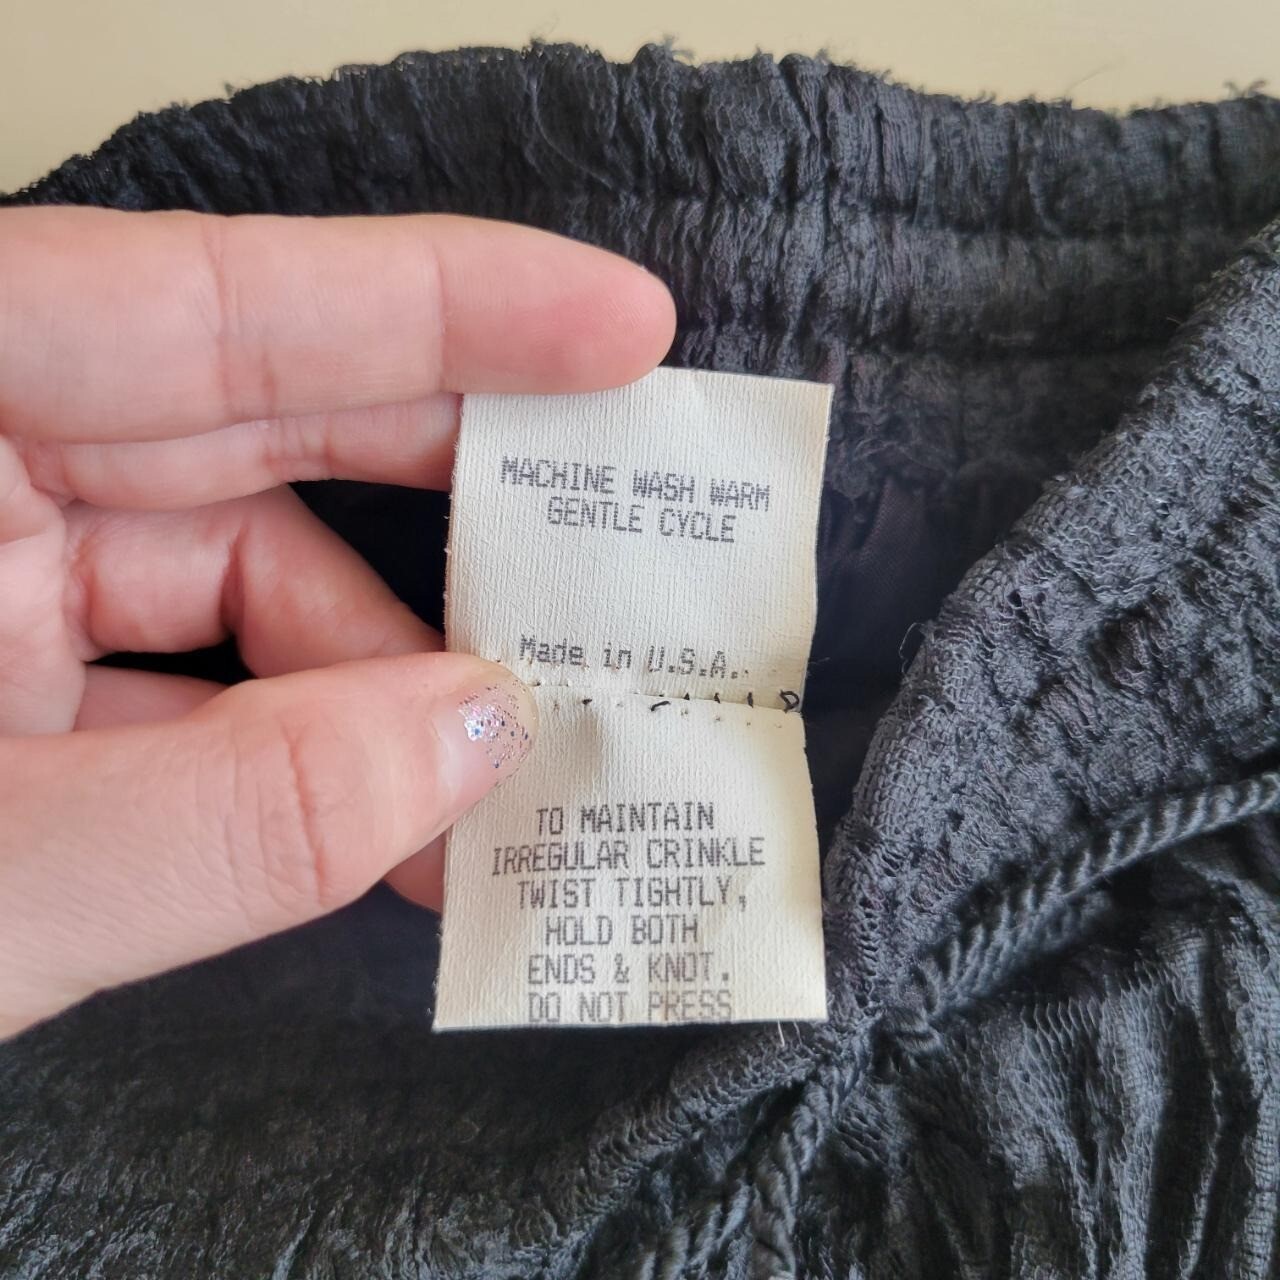 MACHINE WASH WARM
GENTLE CYCLE
Made in U.S.A.
TO MAINTAIN
IRREGULAR CRINKLE
TWIST TIGHTLY,
HOLD BOTH
ENDS & KNOT.
DO NOT PRESS